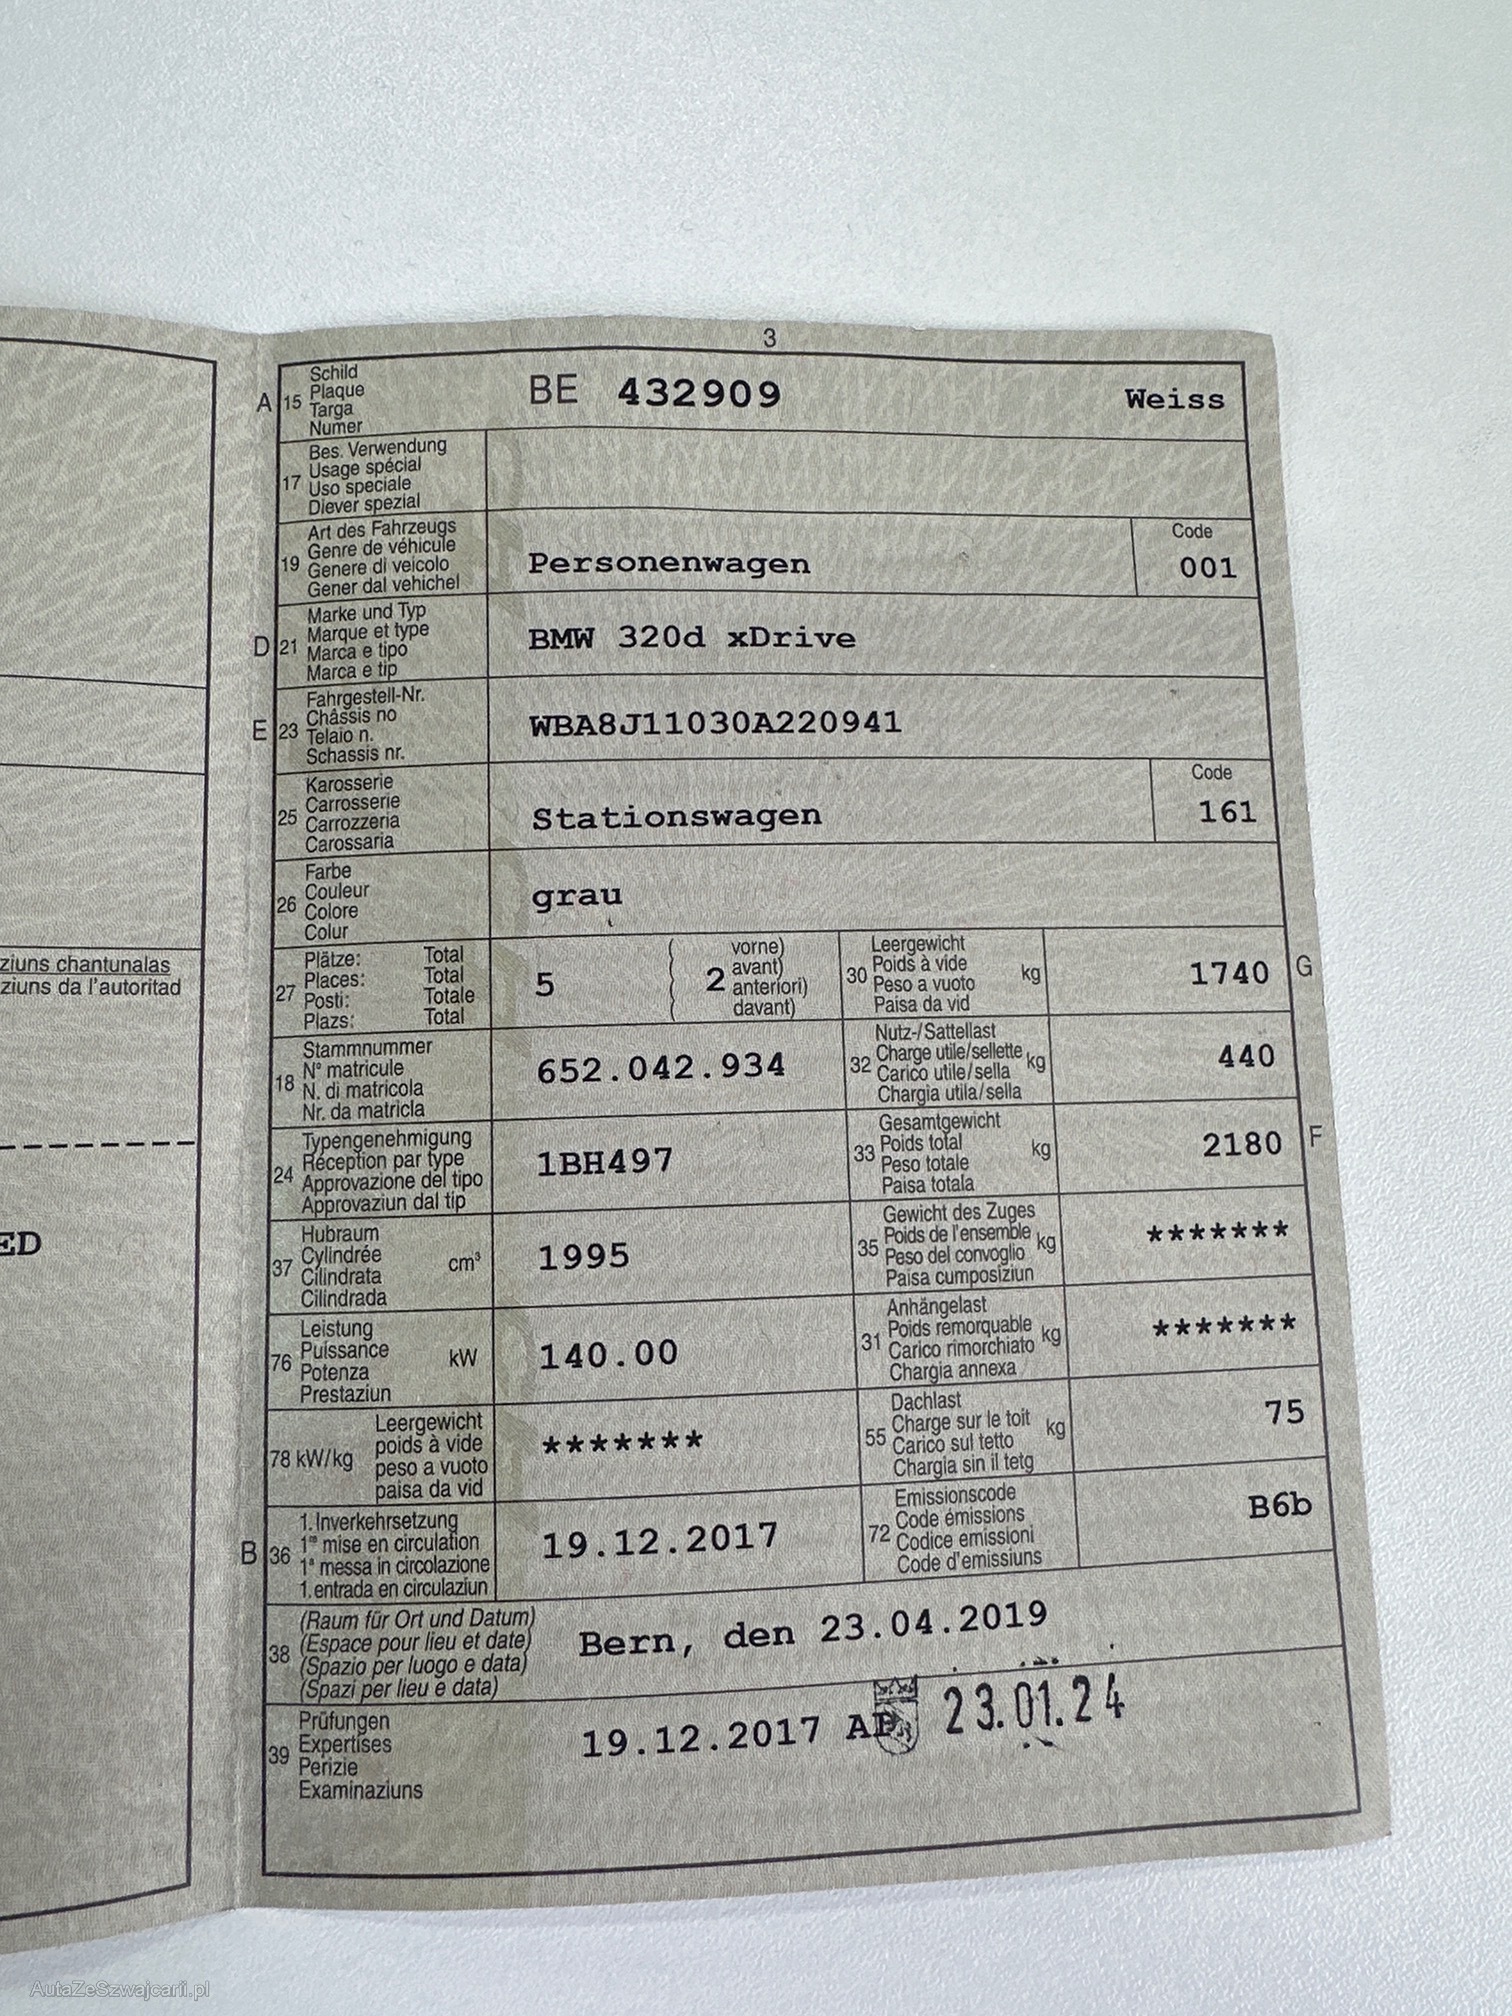 ziuns chantunalas
ziuns da l'autoritad
ED
3
A 15 Schild
Plaque
Targa
Numer
BE 432909 Weiss
17 Bes. Verwendung
Usage spécial
Uso speciale
Diever spezial
19 Art des Fahrzeugs
Genre de véhicule
Genere di veicolo
Gener dal vehichel
Personenwagen
Code
001
D 21 Marke und Typ
Marque et type
Marca e tipo
Marca e tip
BMW 320d xDrive
E 23 Fahrgestell-Nr.
Châssis no
Telaio n.
Schassis nr.
WBA8J11030A220941
25 Karosserie
Carrosserie
Carrozzeria
Carossaria
Stationswagen
Code
161
26 Farbe
Couleur
Colore
Colur
grau
27 Plätze: Total
Places: Total
Posti: Totale
Plazs: Total
5
( vorne)
( 2 avant)
( anteriori)
( davant)
30 Leergewicht
Poids à vide kg
Peso a vuoto
Paisa da vid
1740 G
18 Stammnummer
N° matricule
N. di matricola
Nr. da matricla
652.042.934
32 Nutz-/Sattellast
Charge utile/sellette kg
Carico utile/sella
Chargia utila/sella
440
24 Typengenehmigung
Réception par type
Approvazione del tipo
Approvaziun dal tip
1BH497
33 Gesamtgewicht
Poids total kg
Peso totale
Paisa totala
2180 F
37 Hubraum
Cylindrée cm³
Cilindrata
Cilindrada
1995
35 Gewicht des Zuges
Poids de l'ensemble kg
Peso del convoglio
Paisa cumposiziun
*******
76 Leistung
Puissance kW
Potenza
Prestaziun
140.00
31 Anhängelast
Poids remorquable kg
Carico rimorchiato
Chargia annexa
*******
78 kW/kg Leergewicht
poids à vide
peso a vuoto
paisa da vid
*******
55 Dachlast
Charge sur le toit kg
Carico sul tetto
Chargia sin il tetg
75
B 36 1. Inverkehrsetzung
1re mise en circulation
1a messa in circolazione
1. entrada en circulaziun
19.12.2017
72 Emissionscode
Code émissions
Codice emissioni
Code d'emissiuns
B6b
38 (Raum für Ort und Datum)
(Espace pour lieu et date)
(Spazio per luogo e data)
(Spazi per lieu e data)
Bern, den 23.04.2019
39 Prüfungen
Expertises
Perizie
Examinaziuns
19.12.2017 23.01.24
AutaZeSzwajcarii.pl